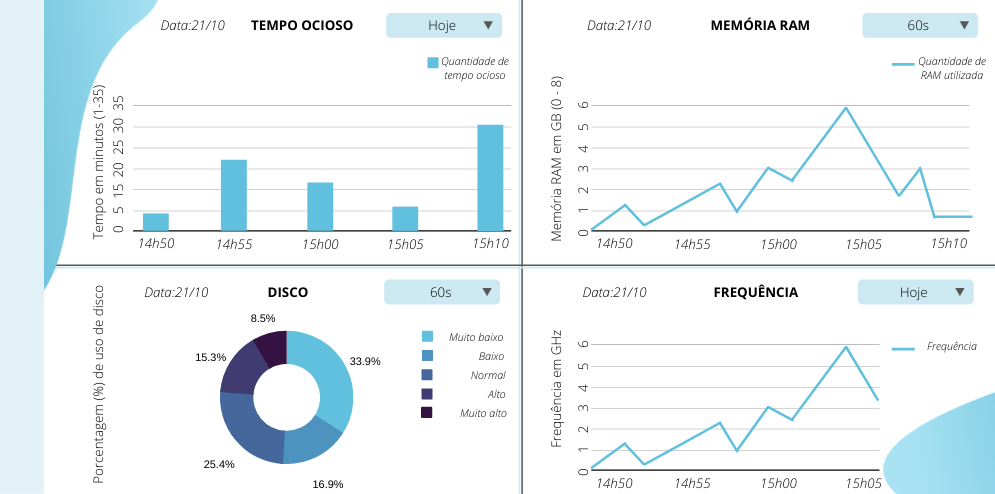 Data:21/10 TEMPO OCIOSO Hoje
Quantidade de
tempo ocioso
Tempo em minutos (1-35)
35
30
25
20
15
5
0
14h50 14h55 15h00 15h05 15h10
Data:21/10 MEMÓRIA RAM 60s
Quantidade de
RAM utilizada
Memória RAM em GB (0 - 8)
6
5
4
3
2
1
0
14h50 14h55 15h00 15h05 15h10
Data:21/10 DISCO 60s
Porcentagem (%) de uso de disco
8.5%
15.3%
33.9%
25.4%
16.9%
Muito baixo
Baixo
Normal
Alto
Muito alto
Data:21/10 FREQUÊNCIA Hoje
Frequência
Frequência em GHz
6
5
4
3
2
1
0
14h50 14h55 15h00 15h05